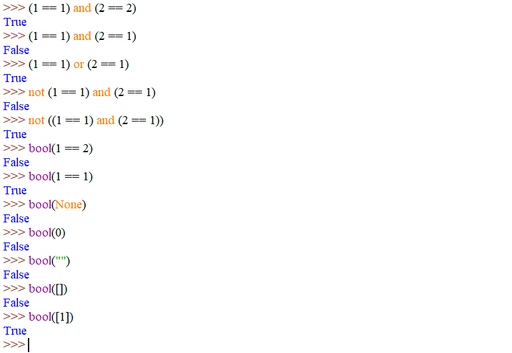 >>> (1 == 1) and (2 == 2)
True
>>> (1 == 1) and (2 == 1)
False
>>> (1 == 1) or (2 == 1)
True
>>> not (1 == 1) and (2 == 1)
False
>>> not ((1 == 1) and (2 == 1))
True
>>> bool(1 == 2)
False
>>> bool(1 == 1)
True
>>> bool(None)
False
>>> bool(0)
False
>>> bool("")
False
>>> bool([])
False
>>> bool([1])
True
>>>